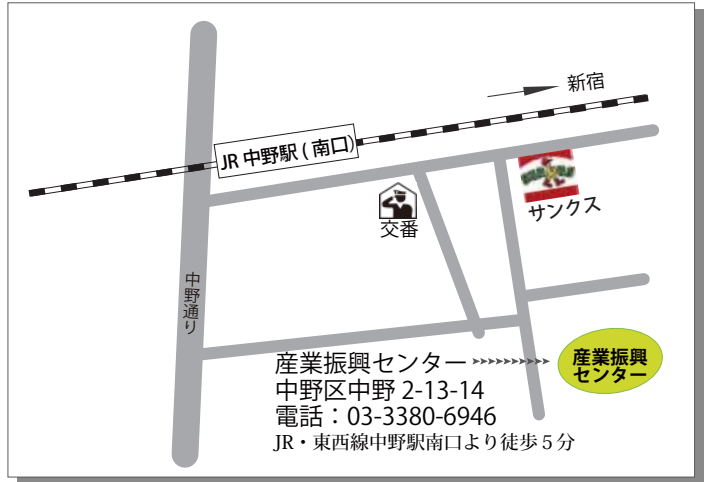 新宿
JR 中野駅 ( 南口)
サンクス
交番
中野通り
産業振興センター
中野区中野 2-13-14
電話：03-3380-6946
JR・東西線中野駅南口より徒歩５分
産業振興
センター